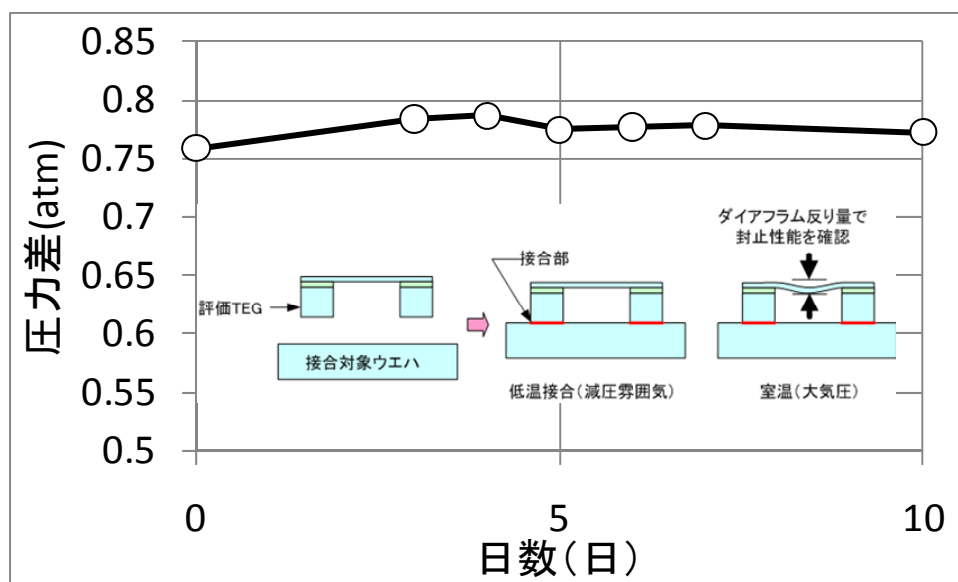 0.85
0.8
0.75
0.7
0.65
0.6
0.55
0.5
圧力差(atm)
ダイアフラム反り量で
封止性能を確認
接合部
評価TEG
接合対象ウエハ
低温接合(減圧雰囲気)
室温(大気圧)
0
5
10
日数(日)